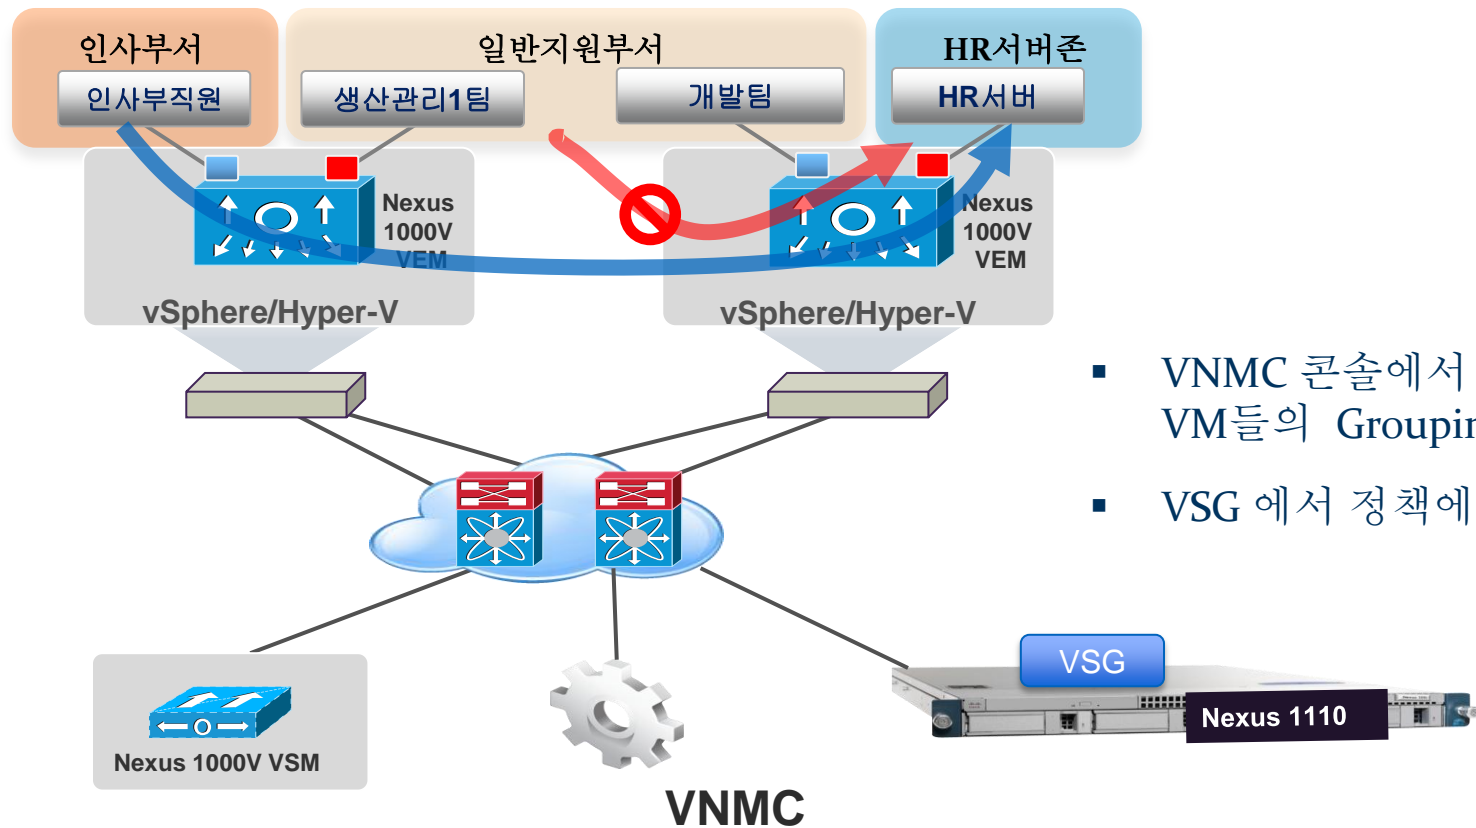 인사부서
일반지원부서
HR서버존
인사부직원
생산관리1팀
개발팀
HR서버
Nexus
1000V
VEM
Nexus
1000V
VEM
vSphere/Hyper-V
vSphere/Hyper-V
VNMC 콘솔에서
VM들의 Groupin
VSG 에서 정책에
VSG
Nexus 1110
Nexus 1000V VSM
VNMC